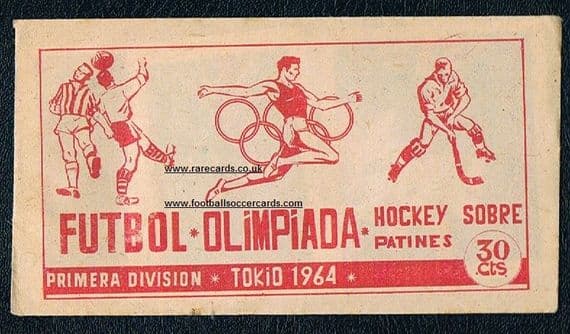 www.rarecards.co.uk
www.footballsoccercards.com
FUTBOL * OLIMPIADA * HOCKEY SOBRE
PATINES
30
cts.
PRIMERA DIVISION * TOKIO 1964 *